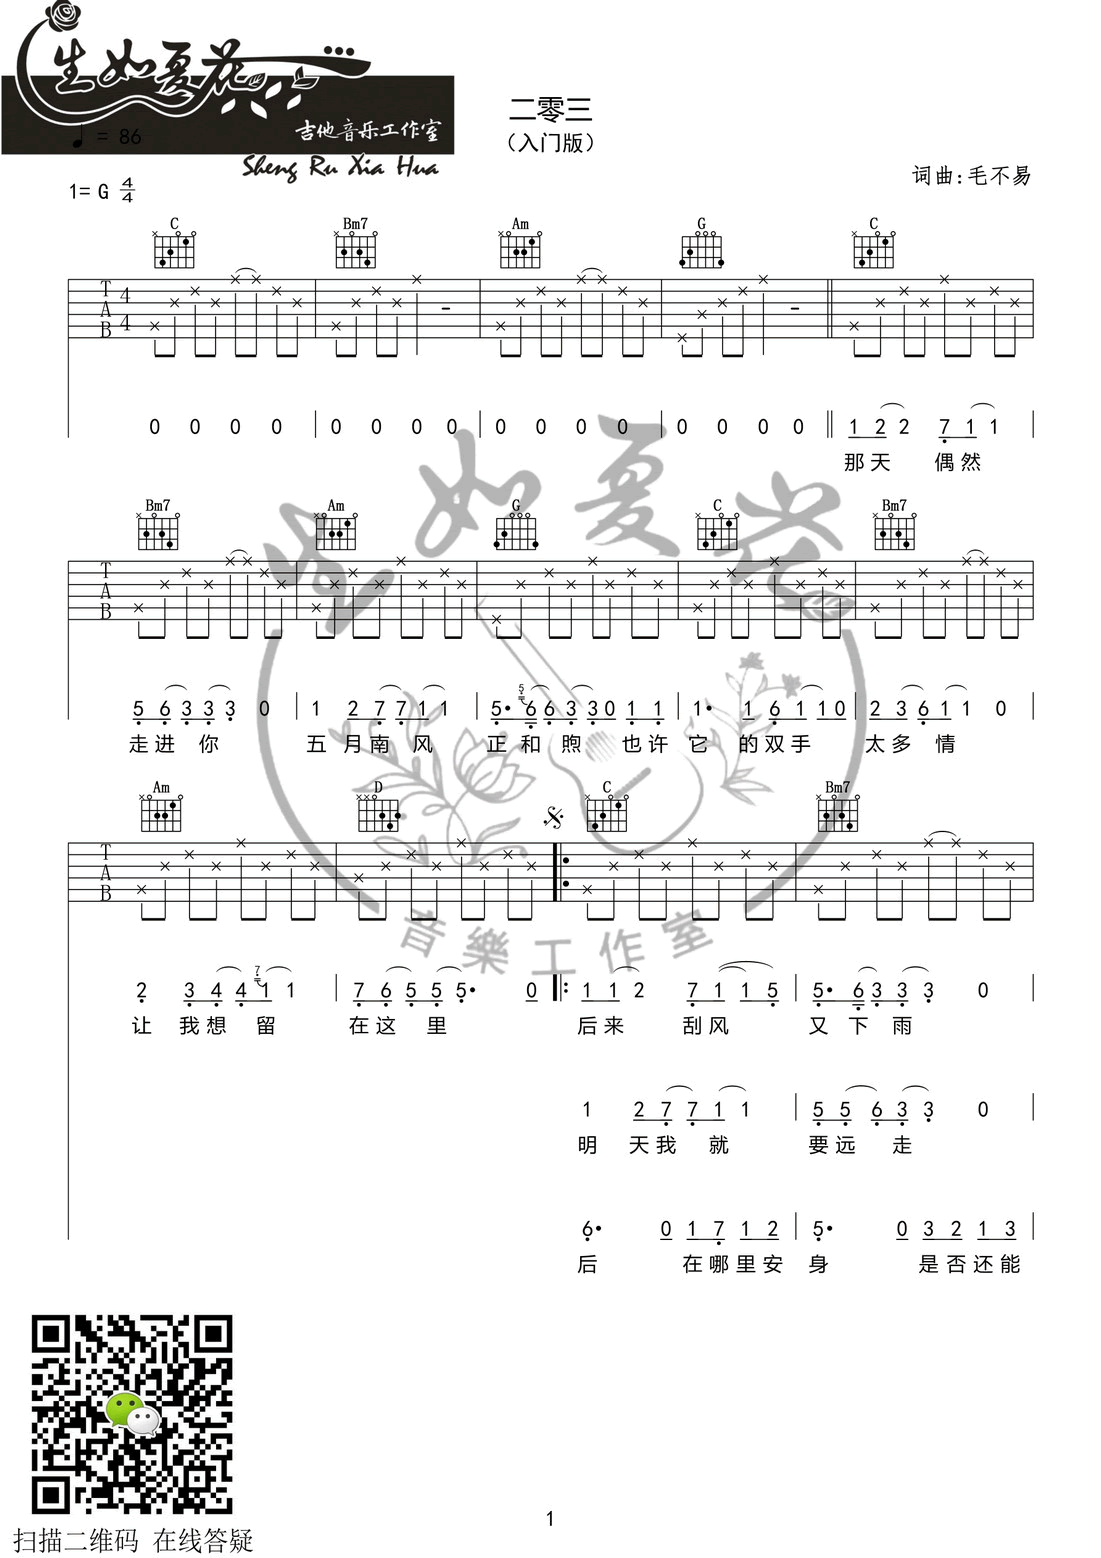 生如夏花
吉他音乐工作室
♩ = 86
Sheng Ru Xia Hua
二零三
(入门版)
1= G 4/4
词曲:毛不易
C Bm7 Am G C
T A B 4 4
0 0 0 0 0 0 0 0 0 0 0 0 0 0 0 0 1 2 2 7 1 1
那天 偶然
Bm7 Am G C Bm7
T A B
5 6 3 3 3 0 1 2 7 7 1 1 5· 5 6 6 3 3 0 1 1 1· 1 6 1 1 0 2 3 6 1 1 0
走进 你 五 月南 风 正和 煦 也许 它 的双手 太多 情
Am D C Bm7
T A B
2 3 4 4 7 1 1 7 6 5 5 5· 0 1 1 2 7 1 1 5 5· 6 3 3 3 0
让 我想 留 在这 里 后来 刮风 又 下 雨
1 2 7 7 1 1 5 5 6 3 3 0
明 天我 就 要远 走
6· 0 1 7 1 2 5· 0 3 2 1 3
后 在哪里安 身 是否还能
生如夏花
音樂工作室
扫描二维码 在线答疑
1